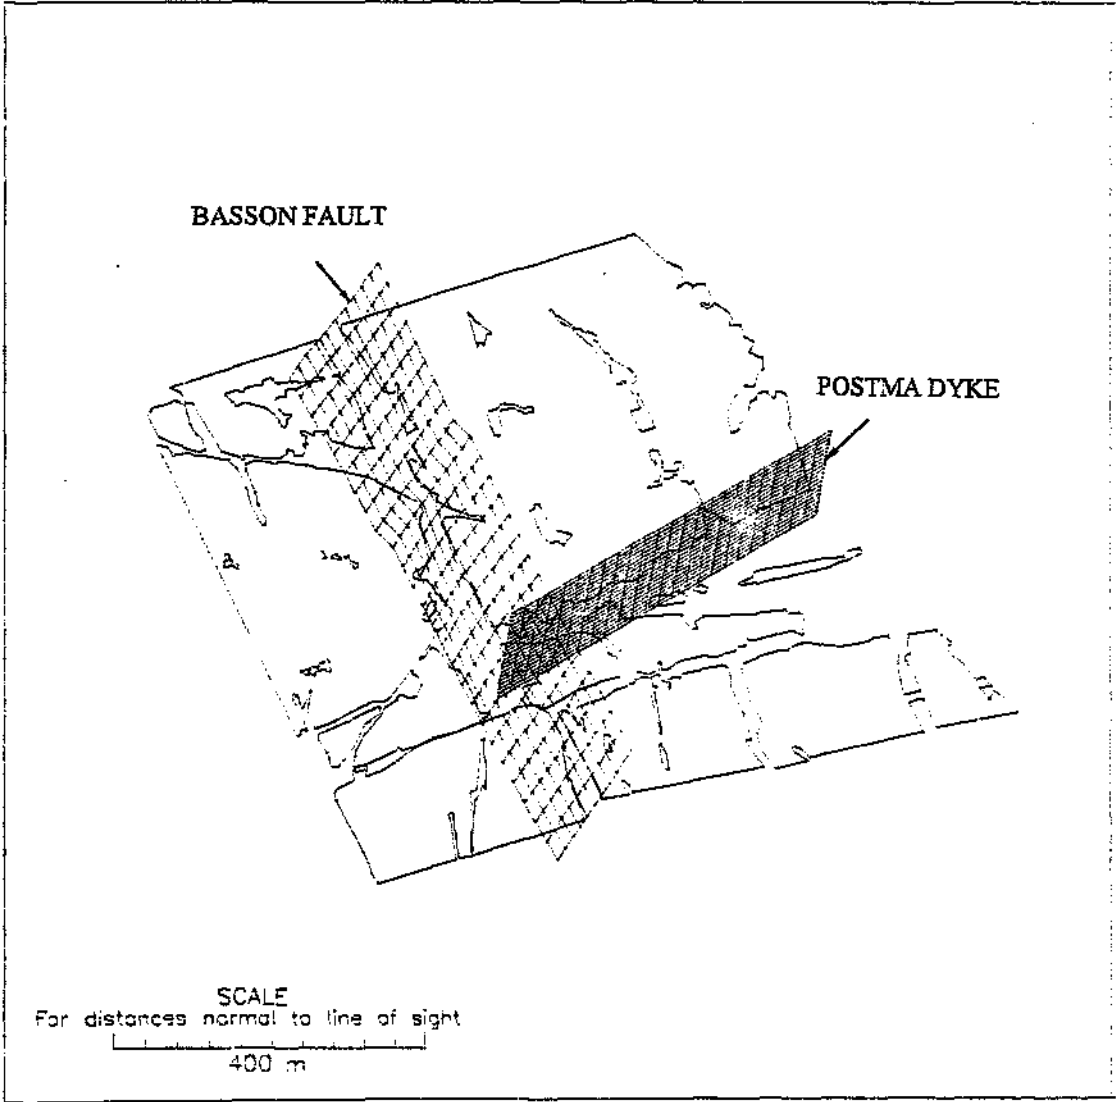 BASSON FAULT
POSTMA DYKE
SCALE
For distances normal to line of sight
400 m